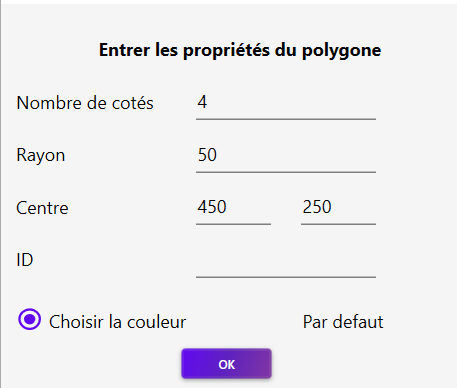 Entrer les propriétés du polygone
Nombre de cotés 4
Rayon 50
Centre 450 250
ID
Choisir la couleur Par defaut
OK